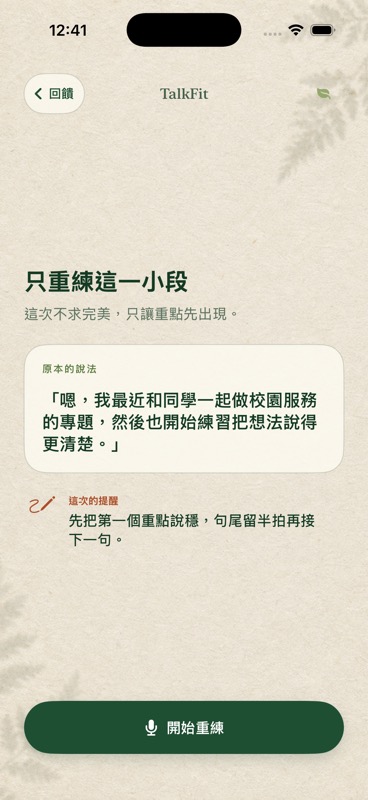 12:41
回饋
TalkFit
只重練這一小段
這次不求完美，只讓重點先出現。
原本的說法
「嗯，我最近和同學一起做校園服務
的專題，然後也開始練習把想法說得
更清楚。」
這次的提醒
先把第一個重點說穩，句尾留半拍再接
下一句。
開始重練